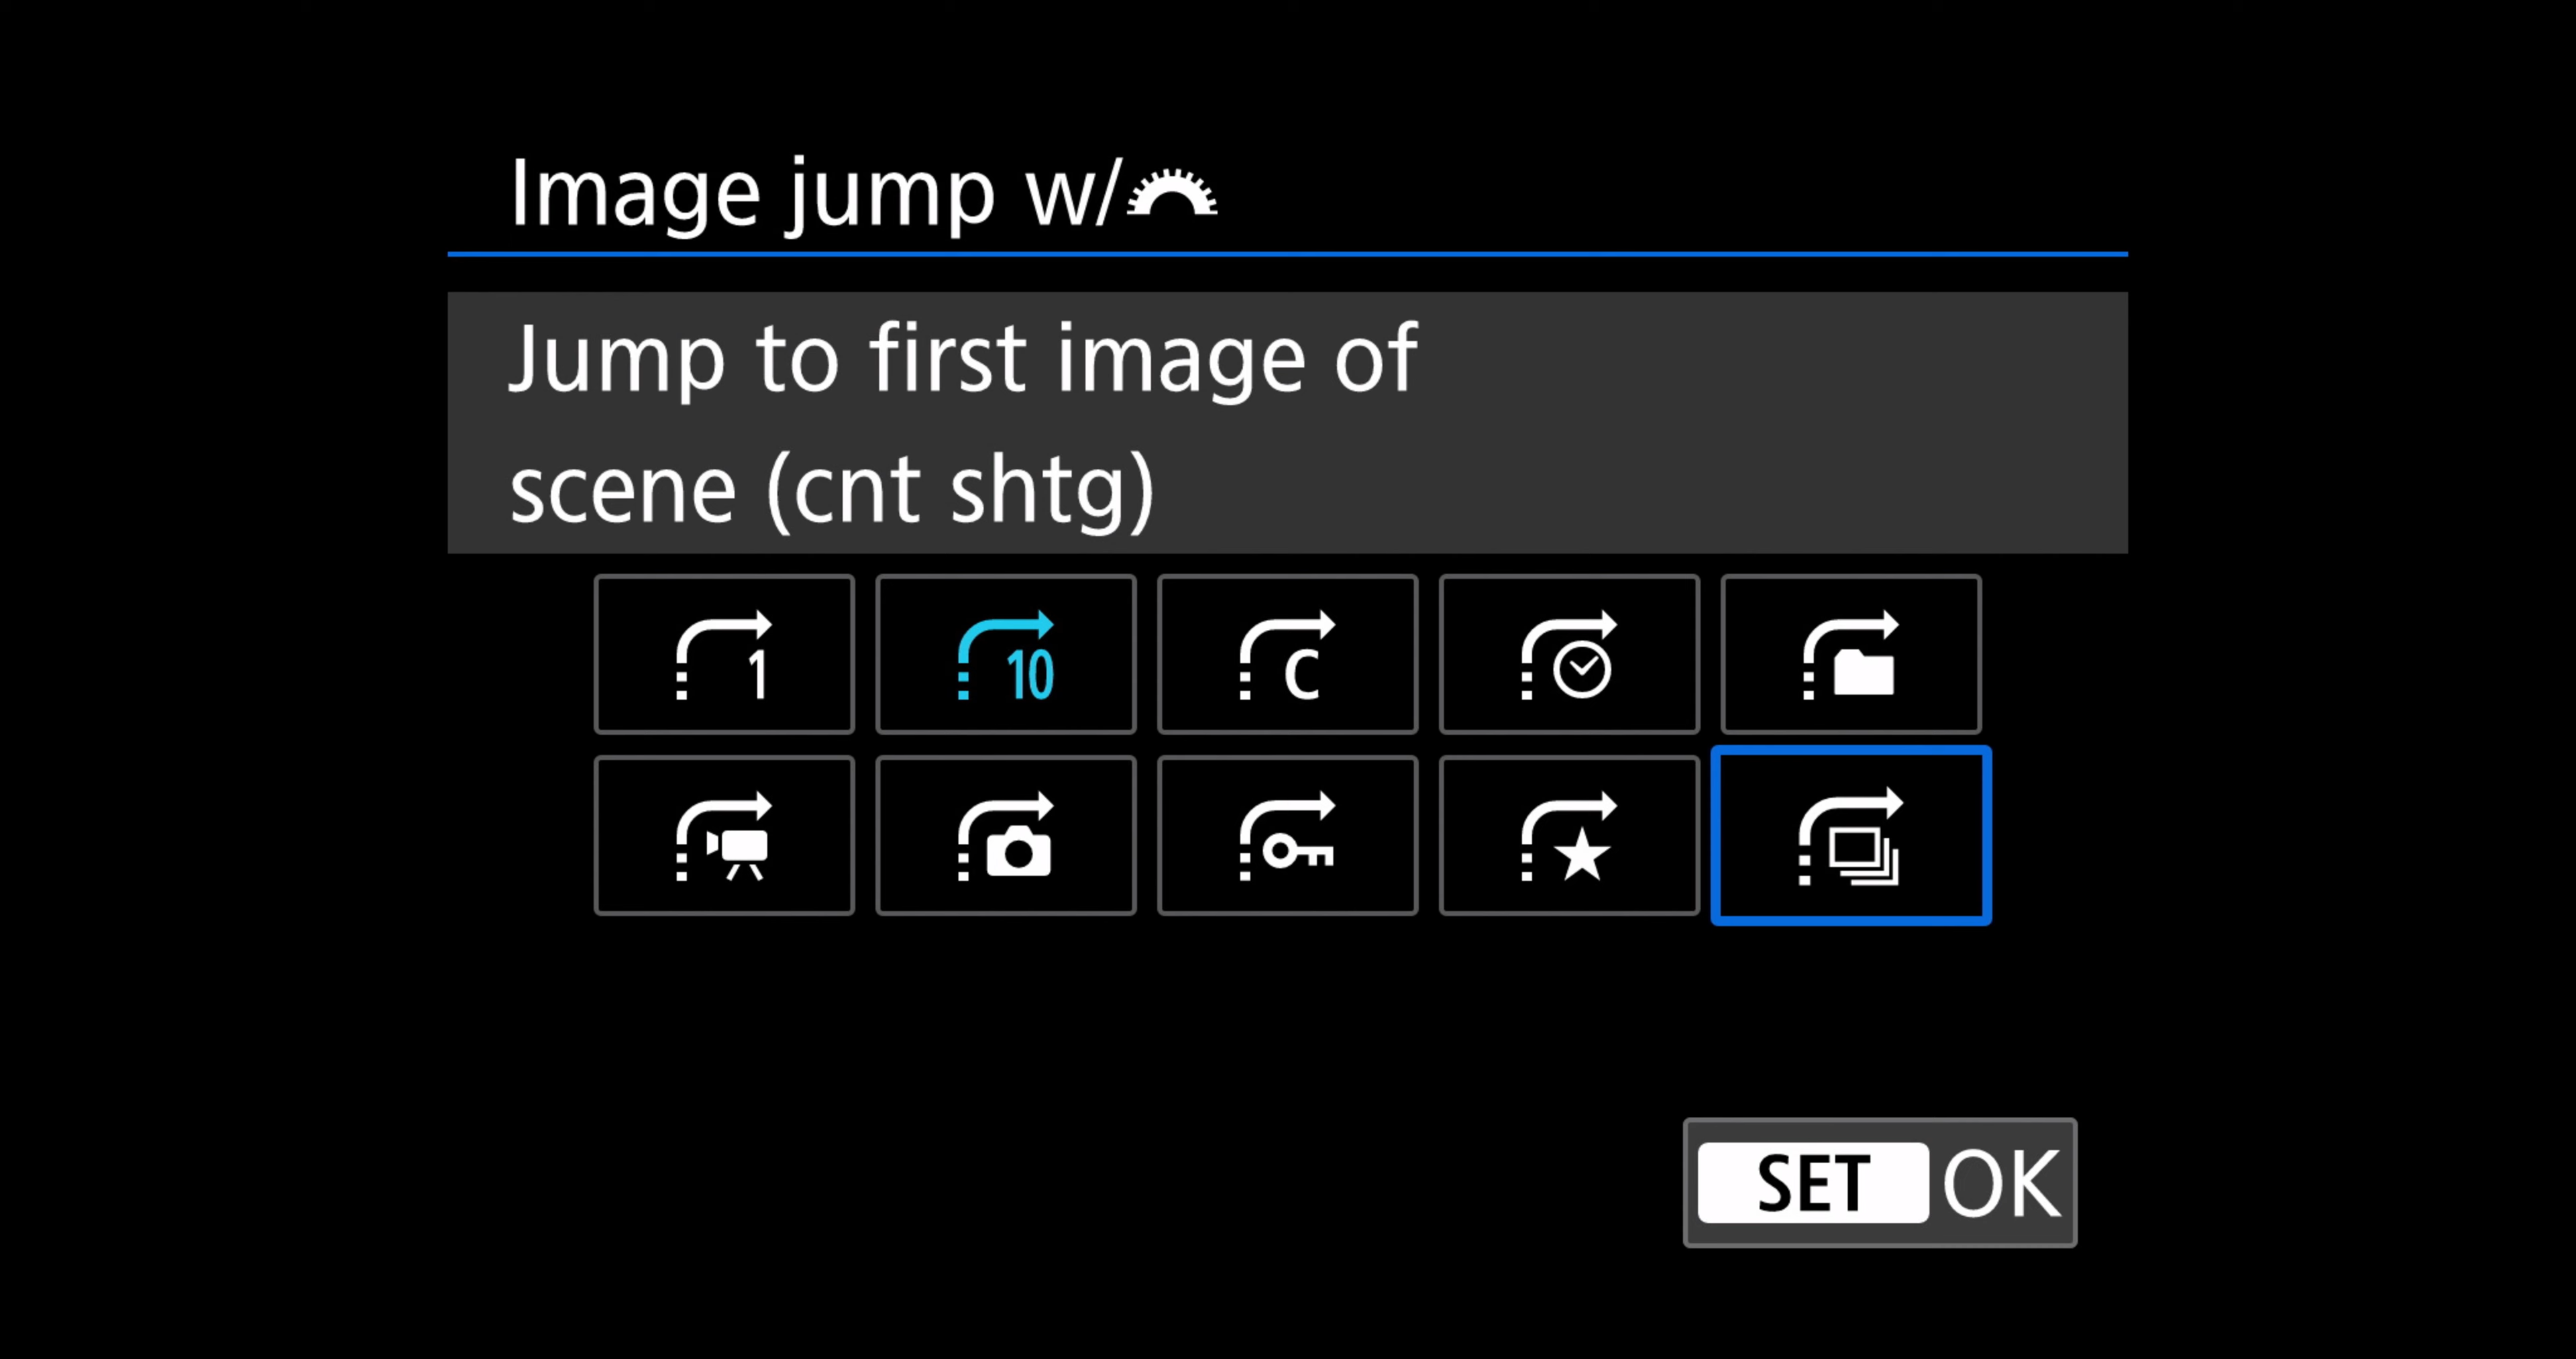 Image jump w/
Jump to first image of
scene (cnt shtg)
1
10
C
SET OK